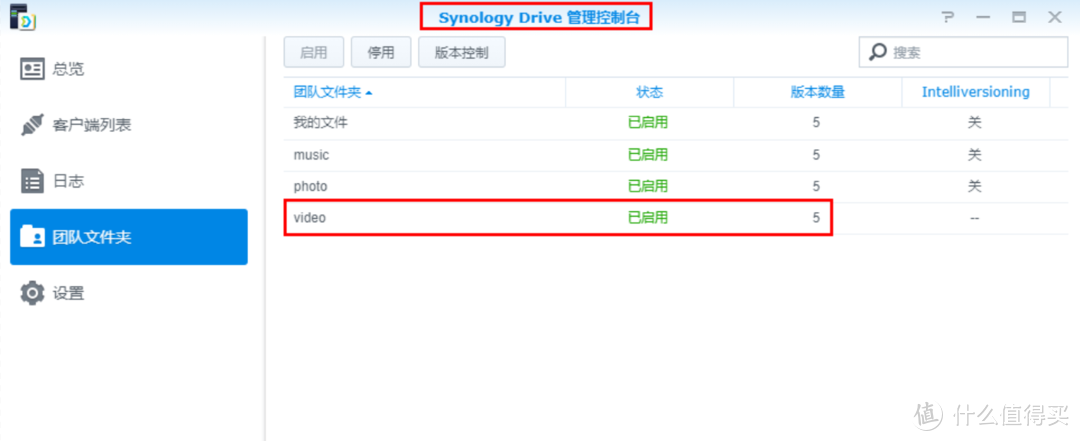 Synology Drive 管理控制台
总览
客户端列表
日志
团队文件夹
设置
启用 停用 版本控制 搜索
团队文件夹 状态 版本数量 Intelliversioning
我的文件 已启用 5 关
music 已启用 5 关
photo 已启用 5 关
video 已启用 5 --
值 什么值得买